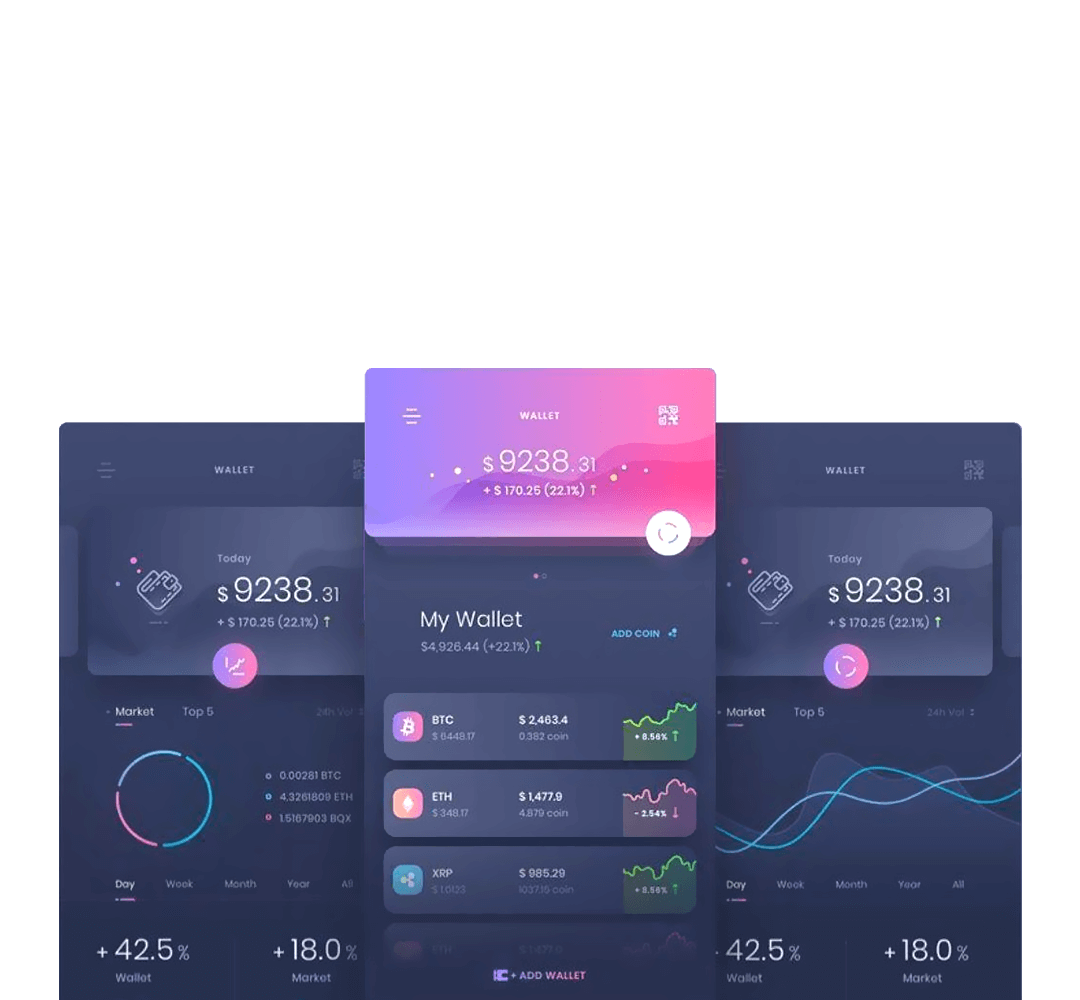 WALLET
$ 9238.31
+ $ 170.25 (22.1%) ↑
My Wallet
$4,926.44 (+22.1%) ↑
ADD COIN
BTC
$ 6448.17
$ 2,463.4
0.382 coin
+ 8.56% ↑
ETH
$ 348.17
$ 1,477.9
4.879 coin
- 2.54% ↓
XRP
$ 1.0123
$ 985.29
1037.15 coin
+ 8.56% ↑
ETH
$ 1,477.9
+ ADD WALLET
WALLET
Today
$ 9238.31
+ $ 170.25 (22.1%) ↑
Market
Top 5
24h Vol
0.00281 BTC
4.3261809 ETH
1.5167903 BQX
Day
Week
Month
Year
All
+ 42.5 %
Wallet
+ 18.0 %
Market
WALLET
Today
$ 9238.31
+ $ 170.25 (22.1%) ↑
Market
Top 5
24h Vol
Day
Week
Month
Year
All
42.5 %
Wallet
+ 18.0 %
Market